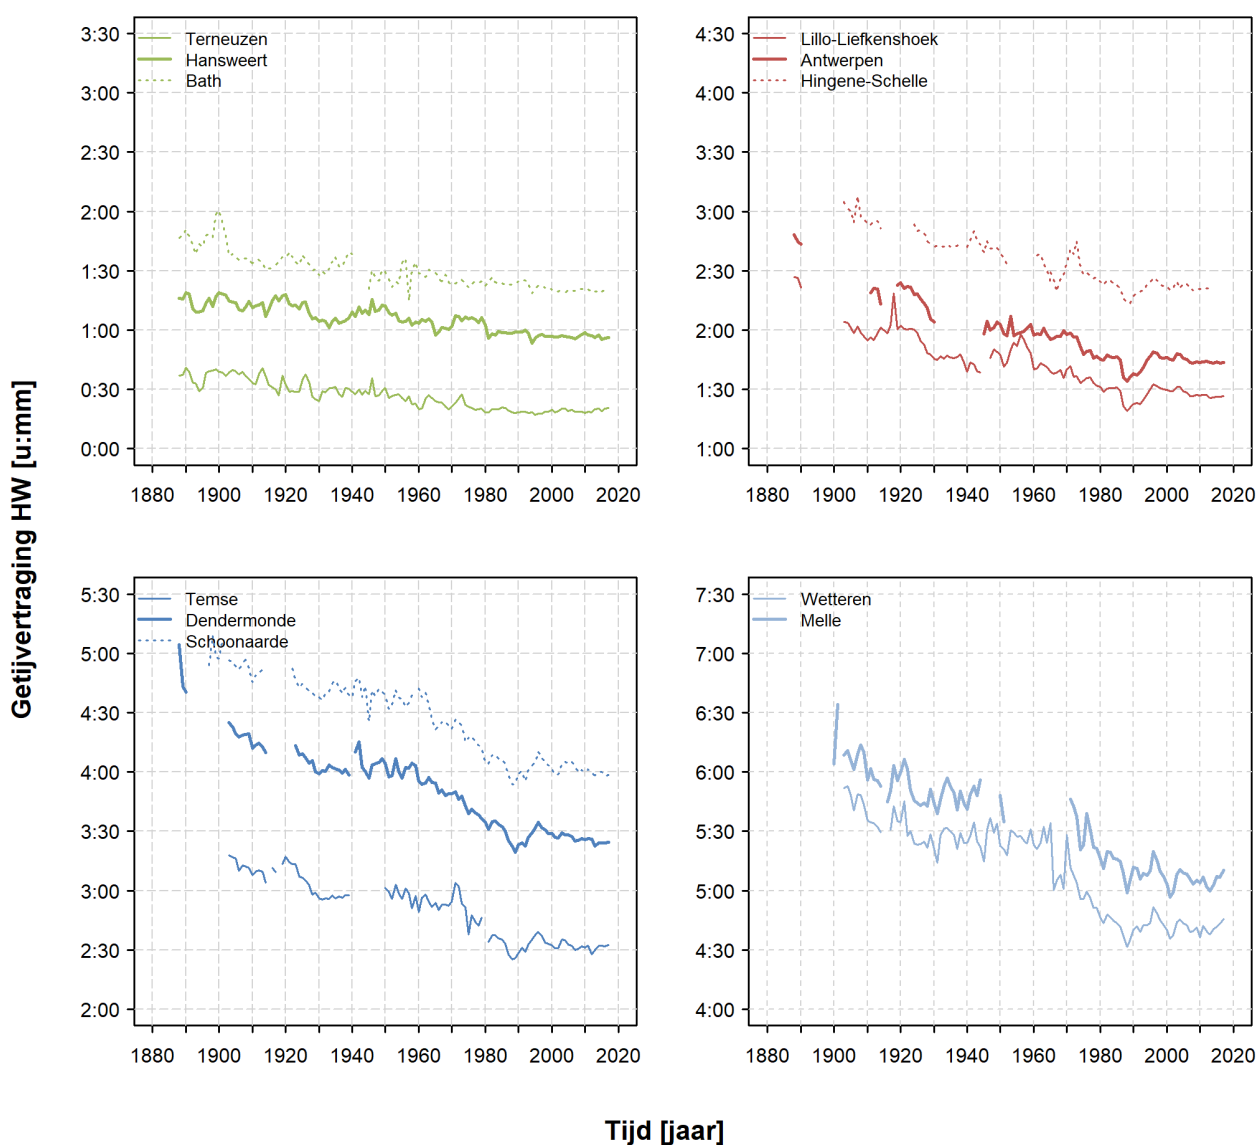 Getijvertraging HW [u:mm]
3:30
3:00
2:30
2:00
1:30
1:00
0:30
0:00
Terneuzen
Hansweert
Bath
1880 1900 1920 1940 1960 1980 2000 2020
4:30
4:00
3:30
3:00
2:30
2:00
1:30
1:00
Lillo-Liefkenshoek
Antwerpen
Hingene-Schelle
1880 1900 1920 1940 1960 1980 2000 2020
5:30
5:00
4:30
4:00
3:30
3:00
2:30
2:00
Temse
Dendermonde
Schoonaarde
1880 1900 1920 1940 1960 1980 2000 2020
7:30
7:00
6:30
6:00
5:30
5:00
4:30
4:00
Wetteren
Melle
1880 1900 1920 1940 1960 1980 2000 2020
Tijd [jaar]